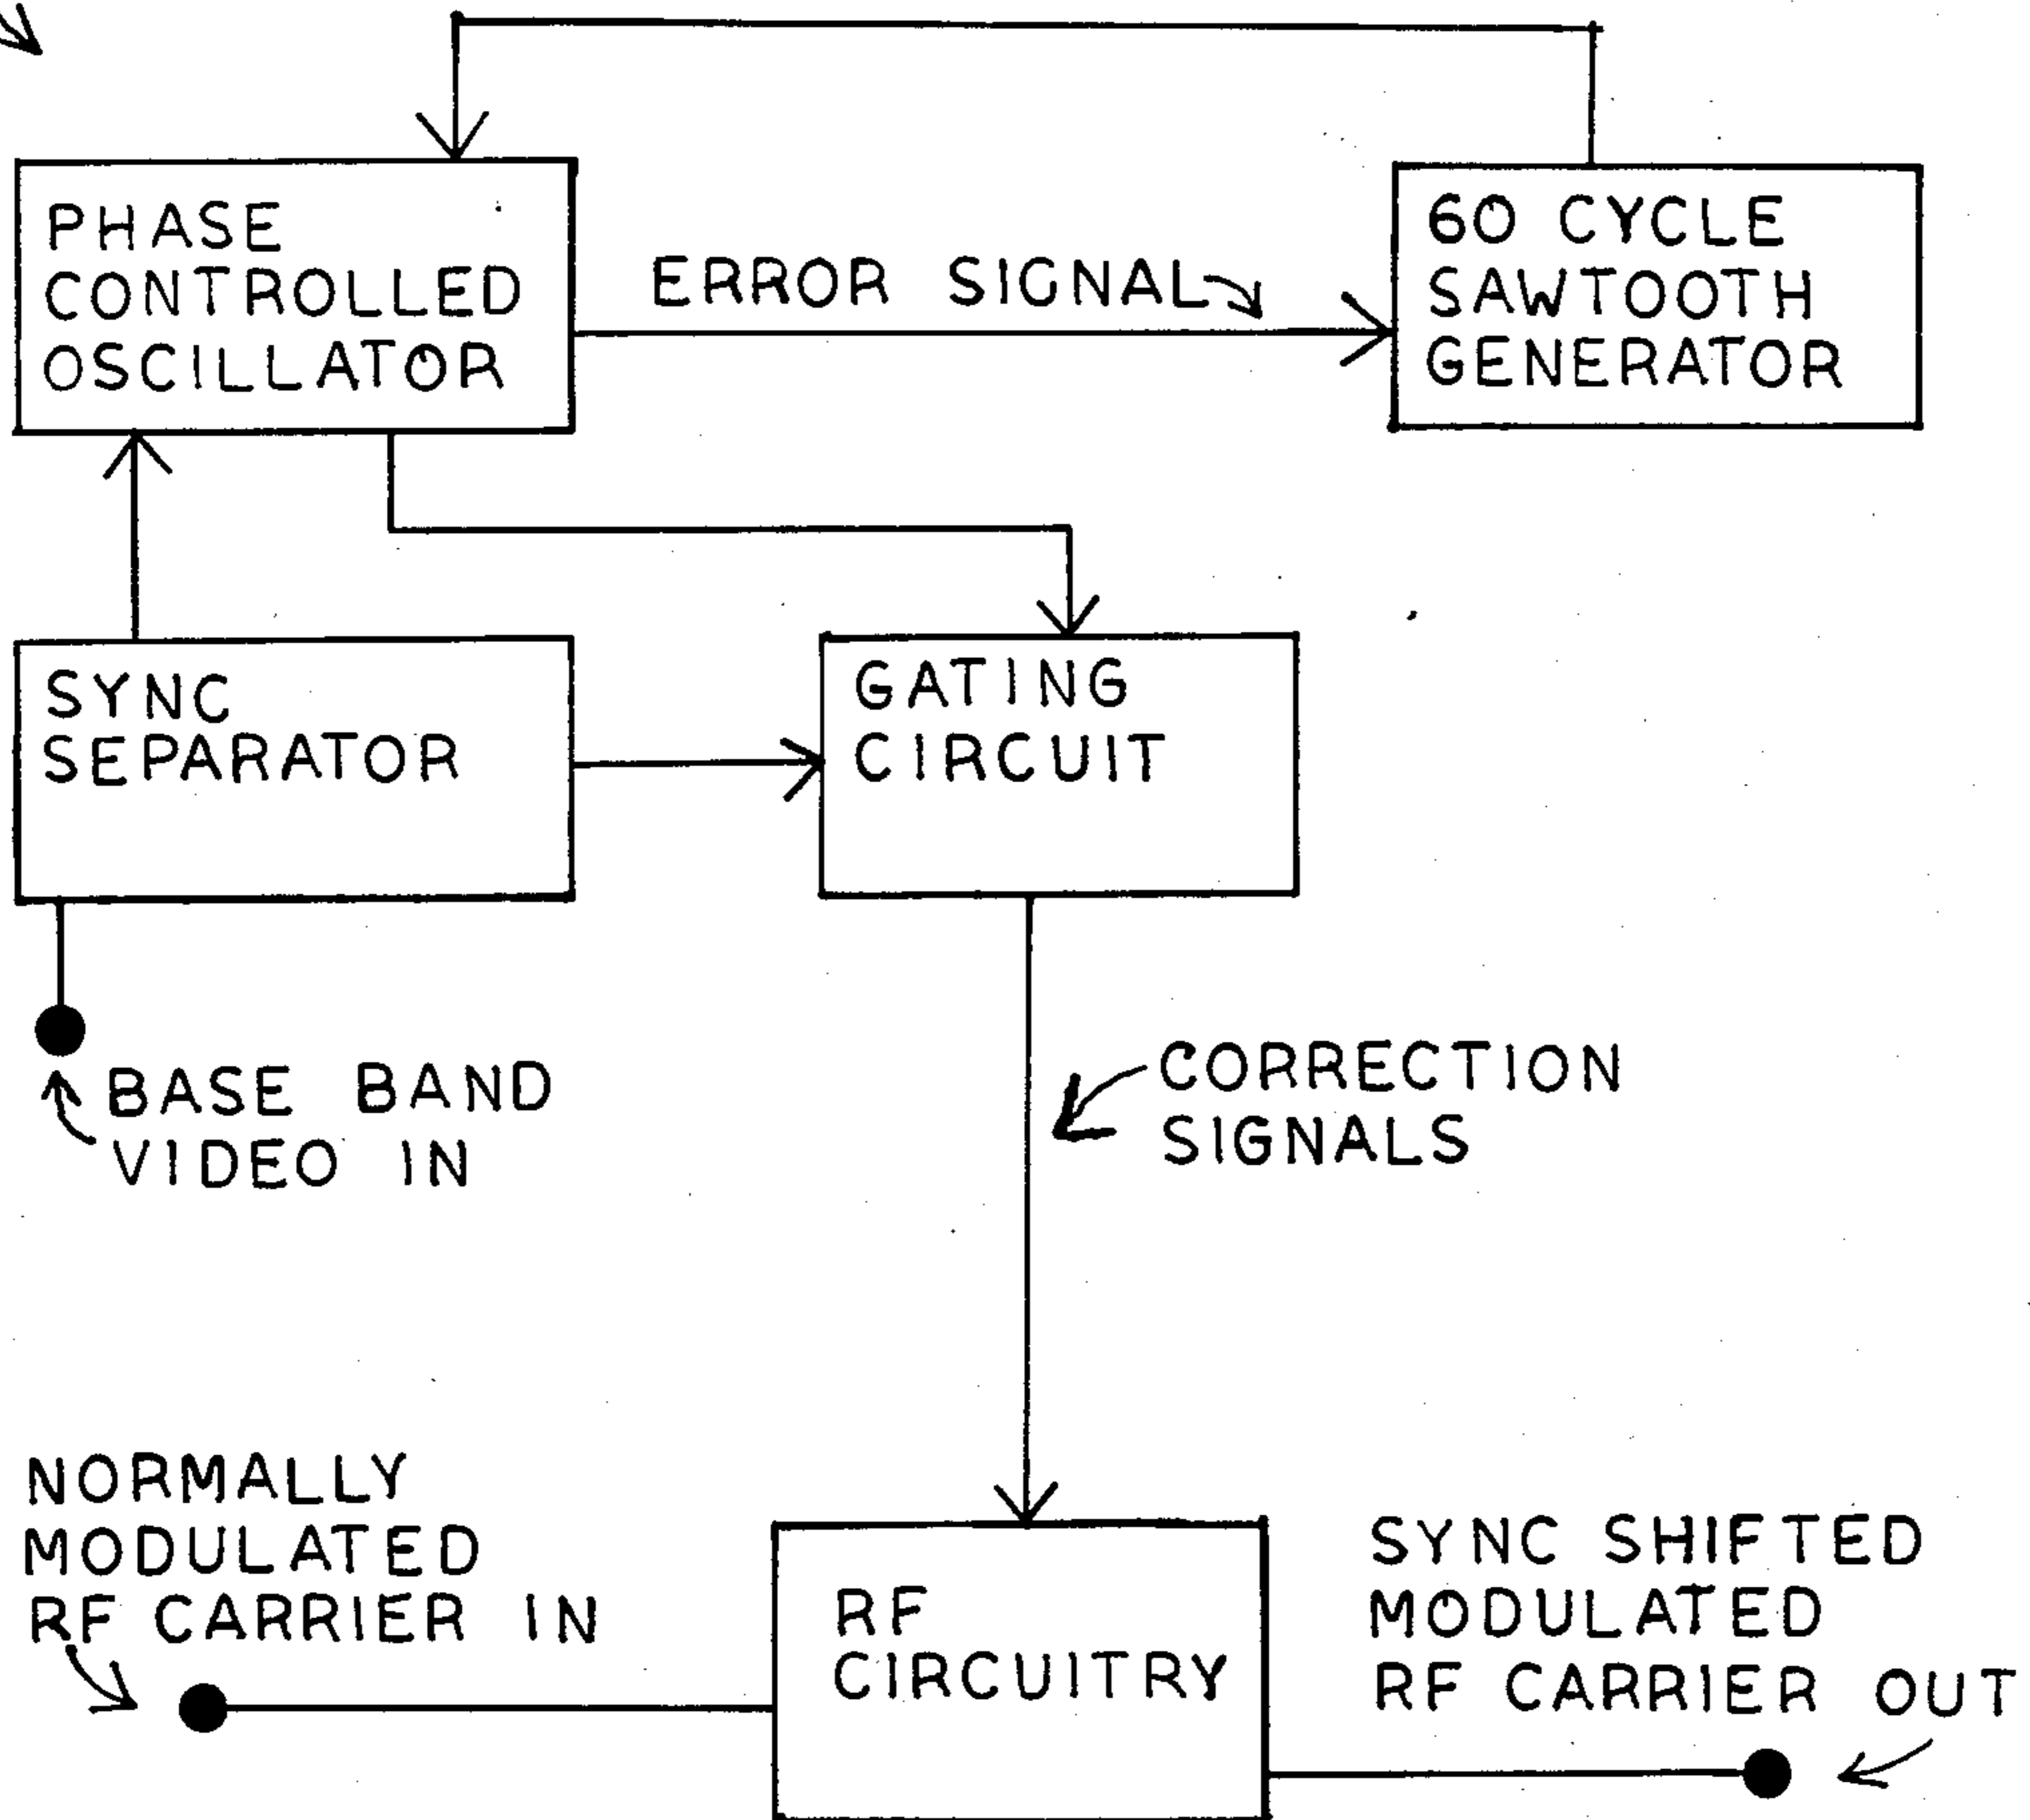 PHASE
CONTROLLED
OSCILLATOR
ERROR SIGNAL
60 CYCLE
SAWTOOTH
GENERATOR
SYNC
SEPARATOR
GATING
CIRCUIT
BASE BAND
VIDEO IN
CORRECTION
SIGNALS
NORMALLY
MODULATED
RF CARRIER IN
RF
CIRCUITRY
SYNC SHIFTED
MODULATED
RF CARRIER OUT